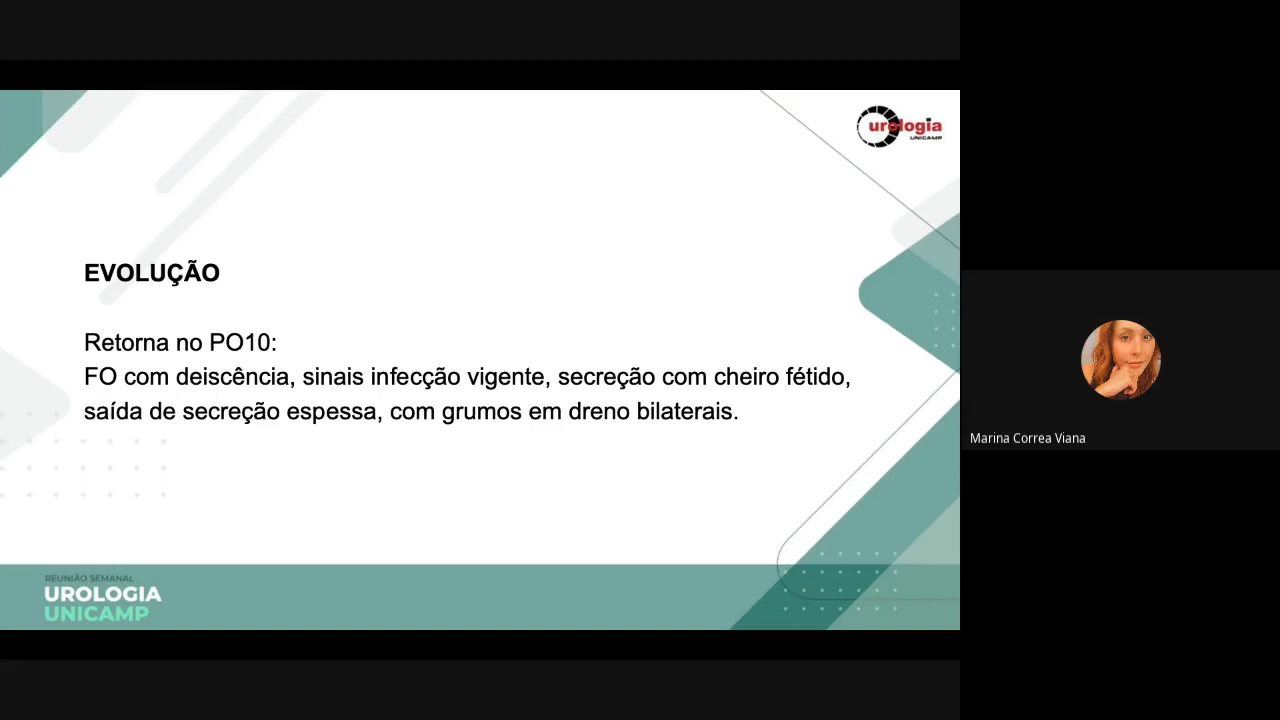 urologia
UNICAMP
EVOLUÇÃO
Retorna no PO10:
FO com deiscência, sinais infecção vigente, secreção com cheiro fétido,
saída de secreção espessa, com grumos em dreno bilaterais.
Marina Correa Viana
REUNIÃO SEMANAL
UROLOGIA
UNICAMP